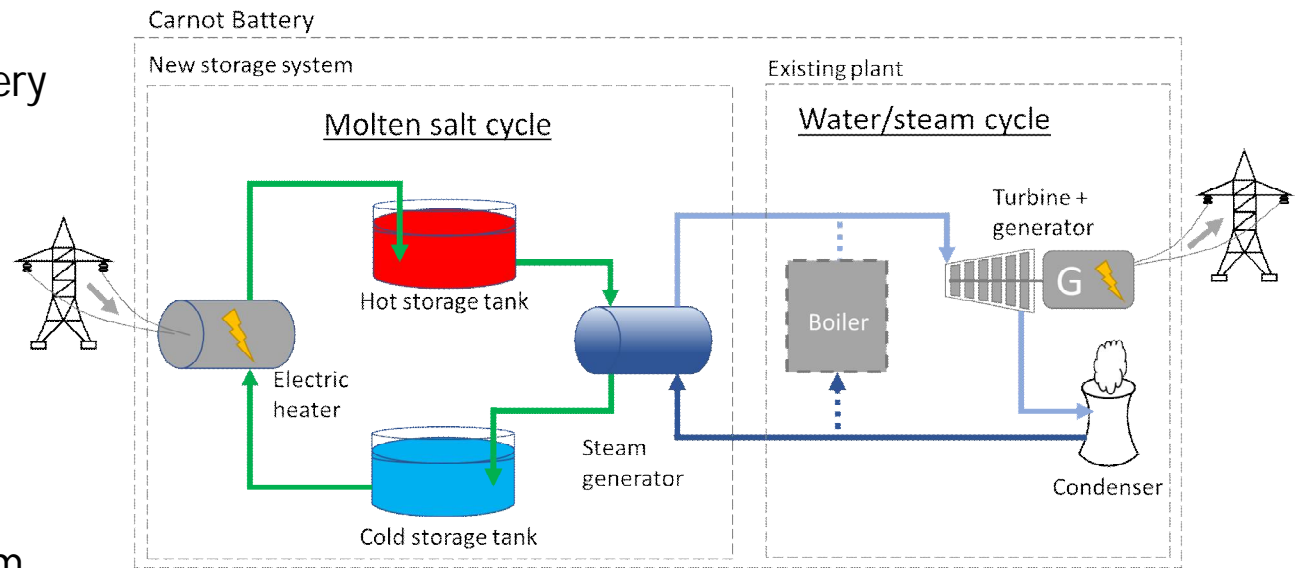 Carnot Battery
ery
New storage system
Existing plant
Molten salt cycle
Water/steam cycle
Turbine +
generator
Hot storage tank
G
Boiler
Electric
heater
Steam
generator
Condenser
Cold storage tank